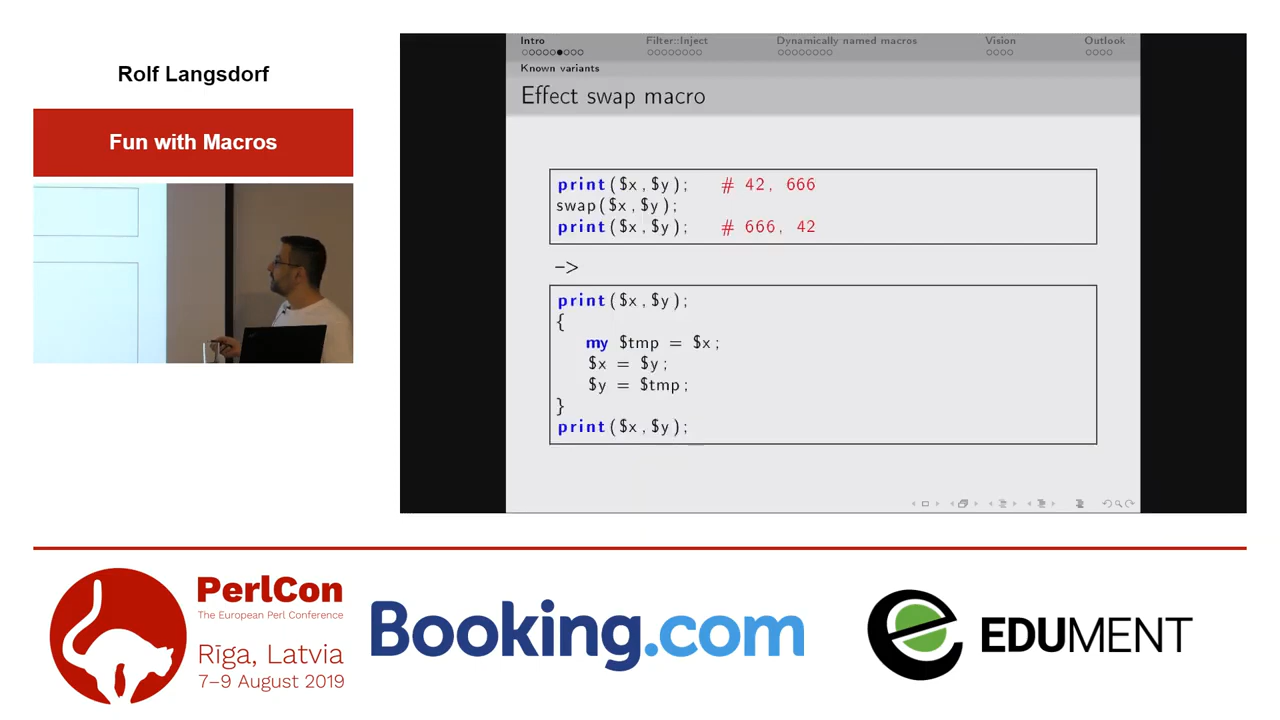 Rolf Langsdorf
Fun with Macros
Intro Filter::Inject Dynamically named macros Vision Outlook
Known variants
Effect swap macro
print($x,$y); # 42, 666
swap($x,$y);
print($x,$y); # 666, 42
->
print($x,$y);
{
my $tmp = $x;
$x = $y;
$y = $tmp;
}
print($x,$y);
PerlCon
The European Perl Conference
Rīga, Latvia
7–9 August 2019
Booking.com
EDUMENT